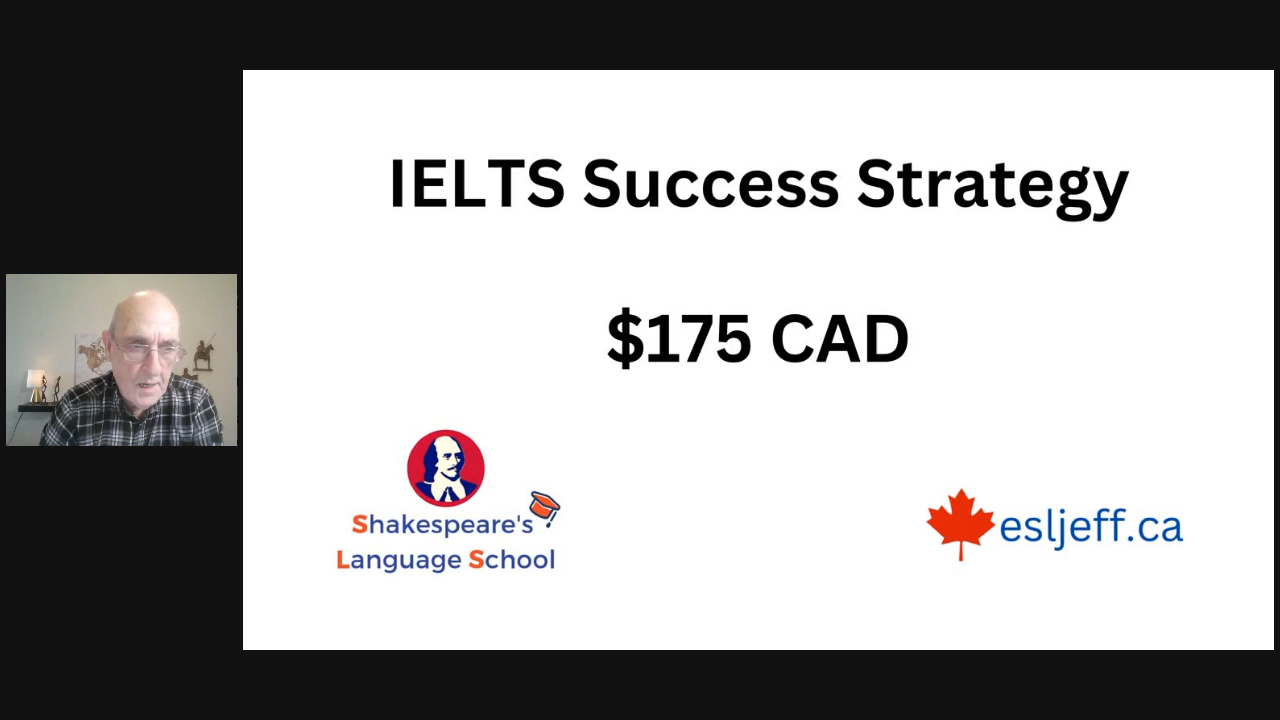 IELTS Success Strategy
$175 CAD
Shakespeare's
Language School
esljeff.ca